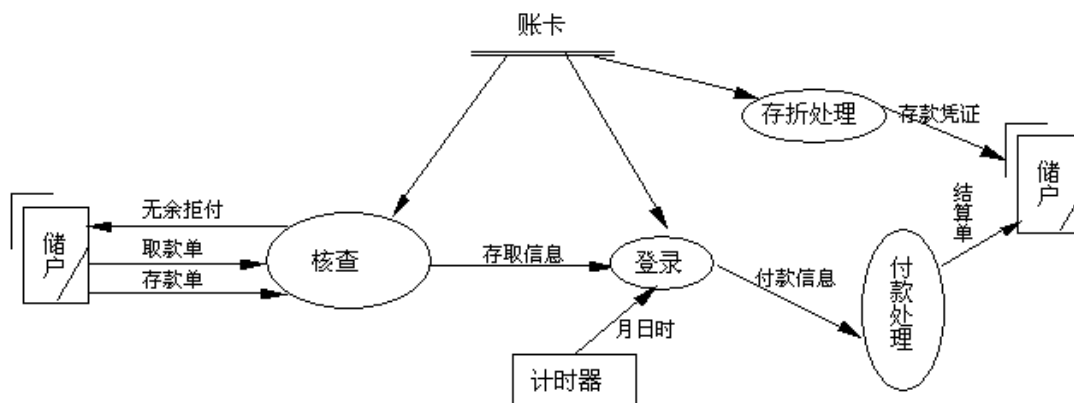 账卡
存折处理
存款凭证
储户
结算单
无余拒付
储户
取款单
存款单
核查
存取信息
登录
付款信息
付款处理
月日时
计时器